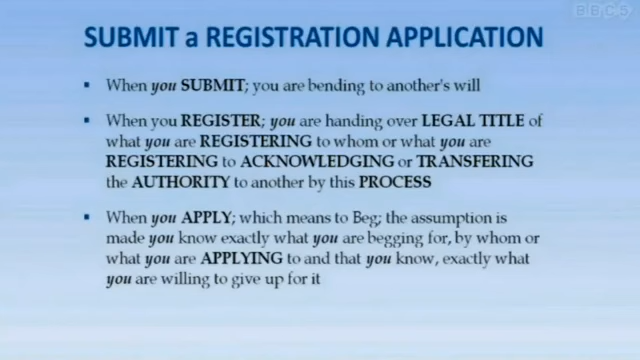 BBC5
SUBMIT a REGISTRATION APPLICATION
▪ When you SUBMIT; you are bending to another's will
▪ When you REGISTER; you are handing over LEGAL TITLE of
what you are REGISTERING to whom or what you are
REGISTERING to ACKNOWLEDGING or TRANSFERING
the AUTHORITY to another by this PROCESS
▪ When you APPLY; which means to Beg; the assumption is
made you know exactly what you are begging for, by whom or
what you are APPLYING to and that you know, exactly what
you are willing to give up for it